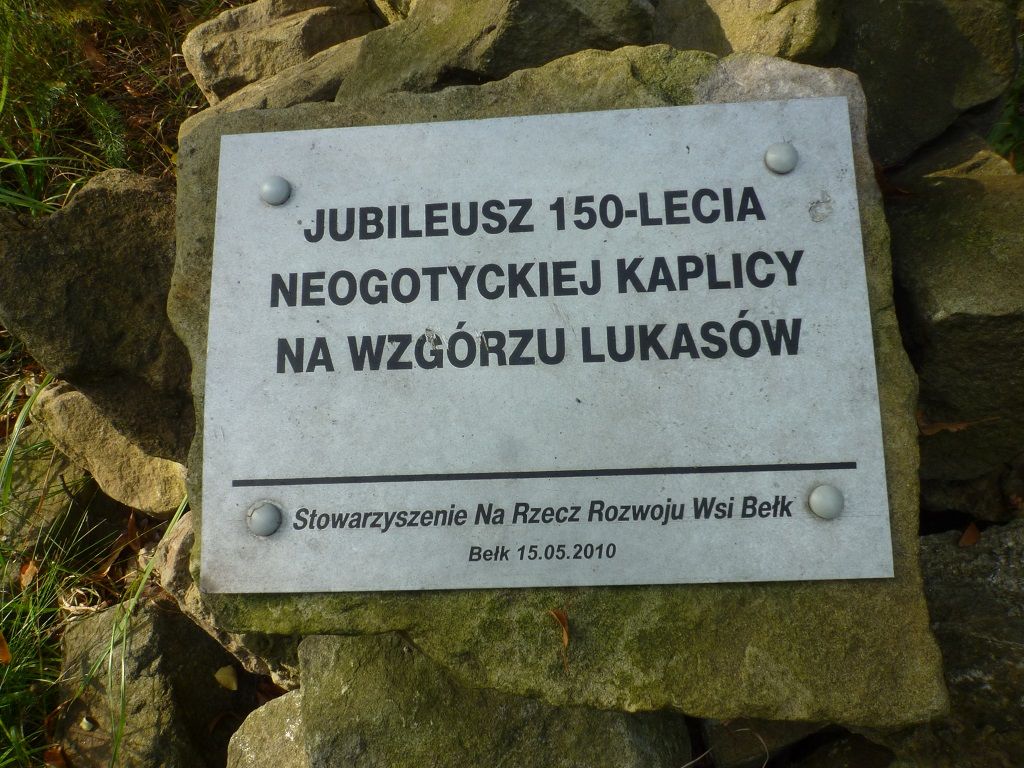 JUBILEUSZ 150-LECIA
NEOGOTYCKIEJ KAPLICY
NA WZGÓRZU LUKASÓW
Stowarzyszenie Na Rzecz Rozwoju Wsi Bełk
Bełk 15.05.2010